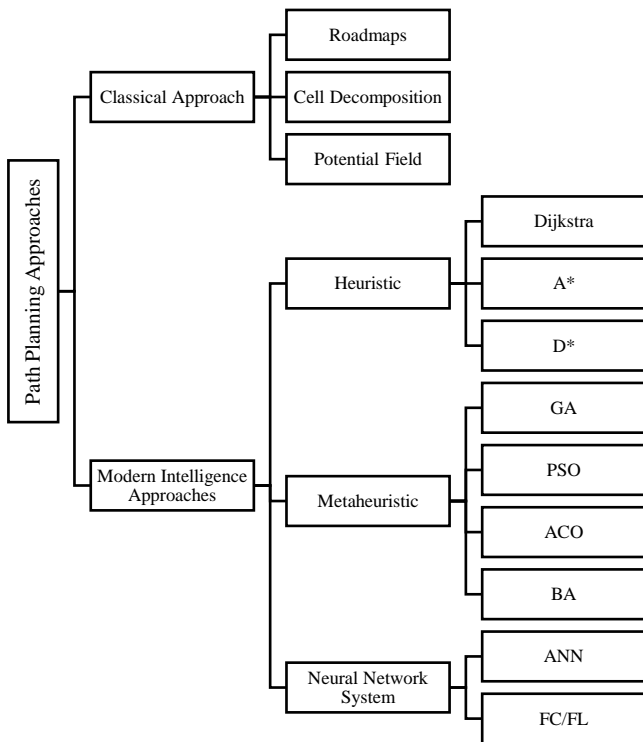 Path Planning Approaches
Classical Approach
Roadmaps
Cell Decomposition
Potential Field
Modern Intelligence
Approaches
Heuristic
Dijkstra
A*
D*
Metaheuristic
GA
PSO
ACO
BA
Neural Network
System
ANN
FC/FL